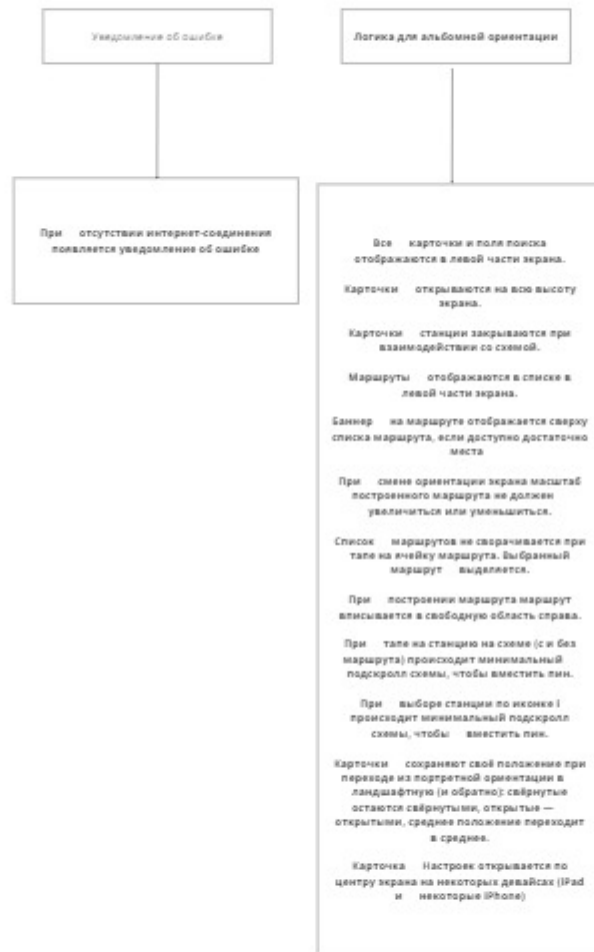 Уведомление об ошибке
При отсутствии интернет-соединения
появляется уведомление об ошибке
Логика для альбомной ориентации
Все карточки и поля поиска
отображаются в левой части экрана.
Карточки открываются на всю высоту
экрана.
Карточки станции закрываются при
взаимодействии со схемой.
Маршруты отображаются в списке в
левой части экрана.
Баннер на маршруте отображается сверху
списка маршрута, если доступно достаточно
места
При смене ориентации экрана масштаб
построенного маршрута не должен
увеличиться или уменьшиться.
Список маршрутов не сворачивается при
тапе на ячейку маршрута. Выбранный
маршрут выделяется.
При построении маршрута маршрут
вписывается в свободную область справа.
При тапе на станцию на схеме (с и без
маршрута) происходит минимальный
подскролл схемы, чтобы вместить пин.
При выборе станции по иконке i
происходит минимальный подскролл
схемы, чтобы вместить пин.
Карточки сохраняют своё положение при
переходе из портретной ориентации в
ландшафтную (и обратно): свёрнутые
остаются свёрнутыми, открытые —
открытыми, среднее положение переходит
в среднее.
Карточка Настроек открывается по
центру экрана на некоторых девайсах (iPad
и некоторые iPhone)